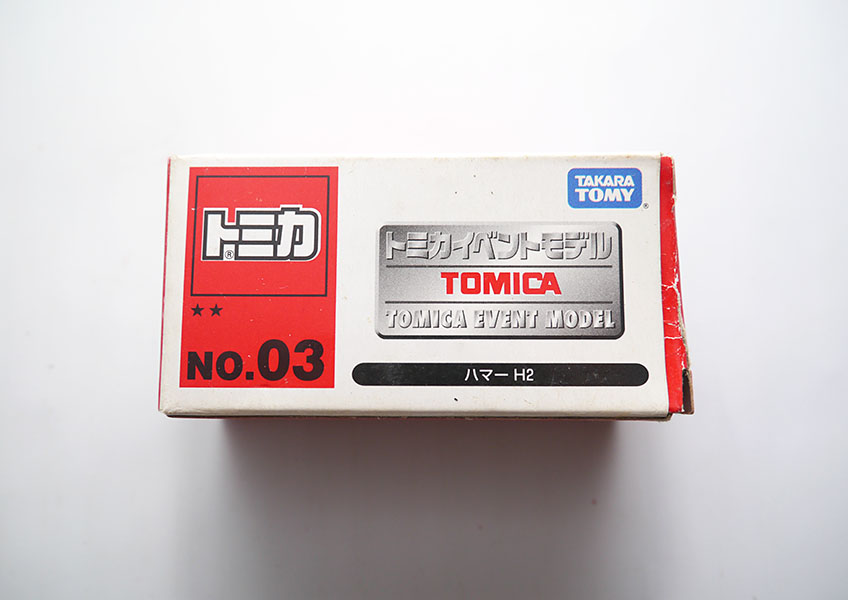 トミカ
®
★★
NO.03
TAKARA
TOMY
®
トミカイベントモデル
TOMICA
TOMICA EVENT MODEL
ハマー H2